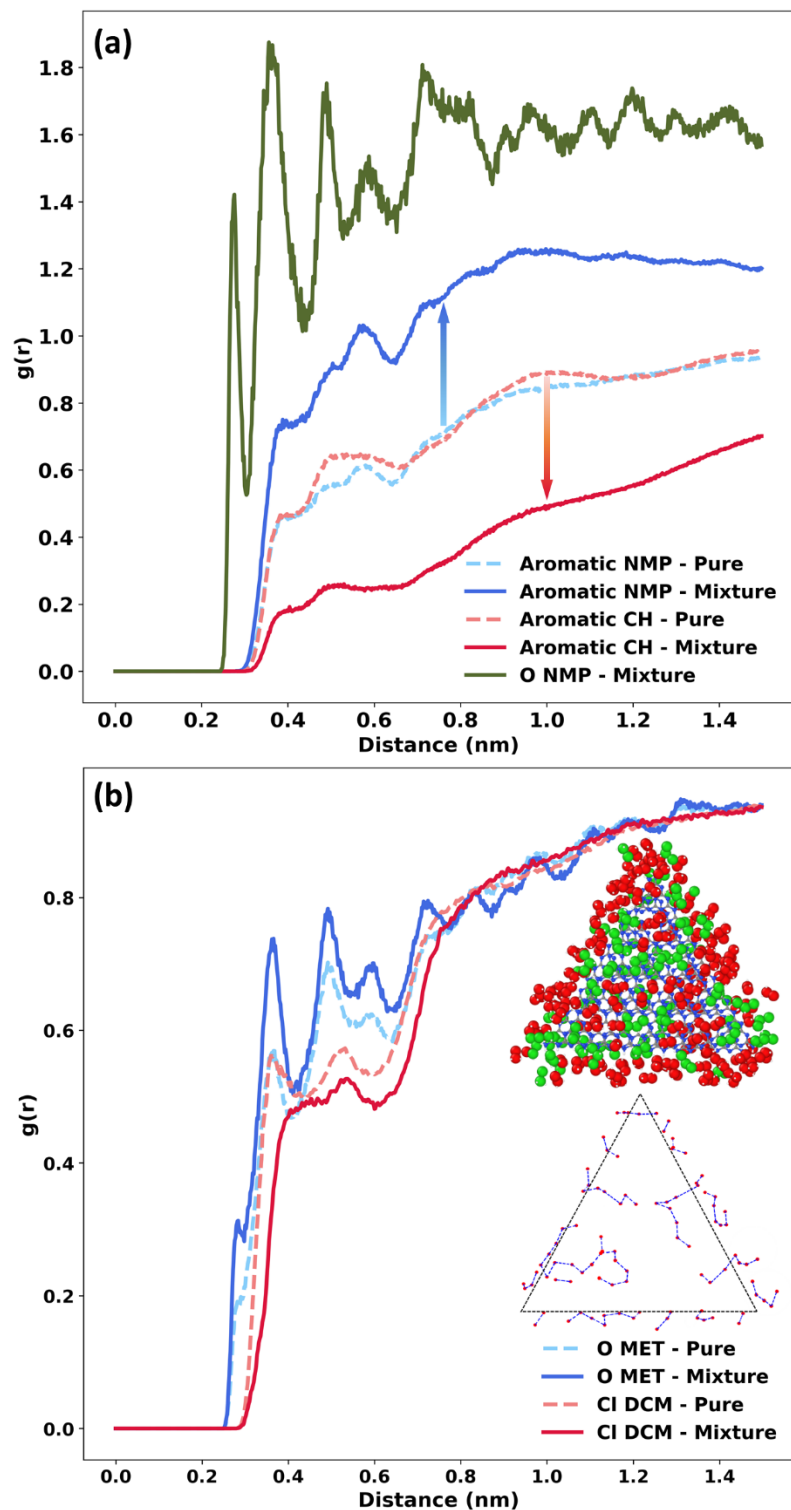 (a)
1.8
1.6
1.4
1.2
1.0
0.8
0.6
0.4
0.2
0.0
g(r)
Aromatic NMP - Pure
Aromatic NMP - Mixture
Aromatic CH - Pure
Aromatic CH - Mixture
O NMP - Mixture
0.0 0.2 0.4 0.6 0.8 1.0 1.2 1.4
Distance (nm)
(b)
0.8
0.6
0.4
0.2
0.0
g(r)
O MET - Pure
O MET - Mixture
Cl DCM - Pure
Cl DCM - Mixture
0.0 0.2 0.4 0.6 0.8 1.0 1.2 1.4
Distance (nm)